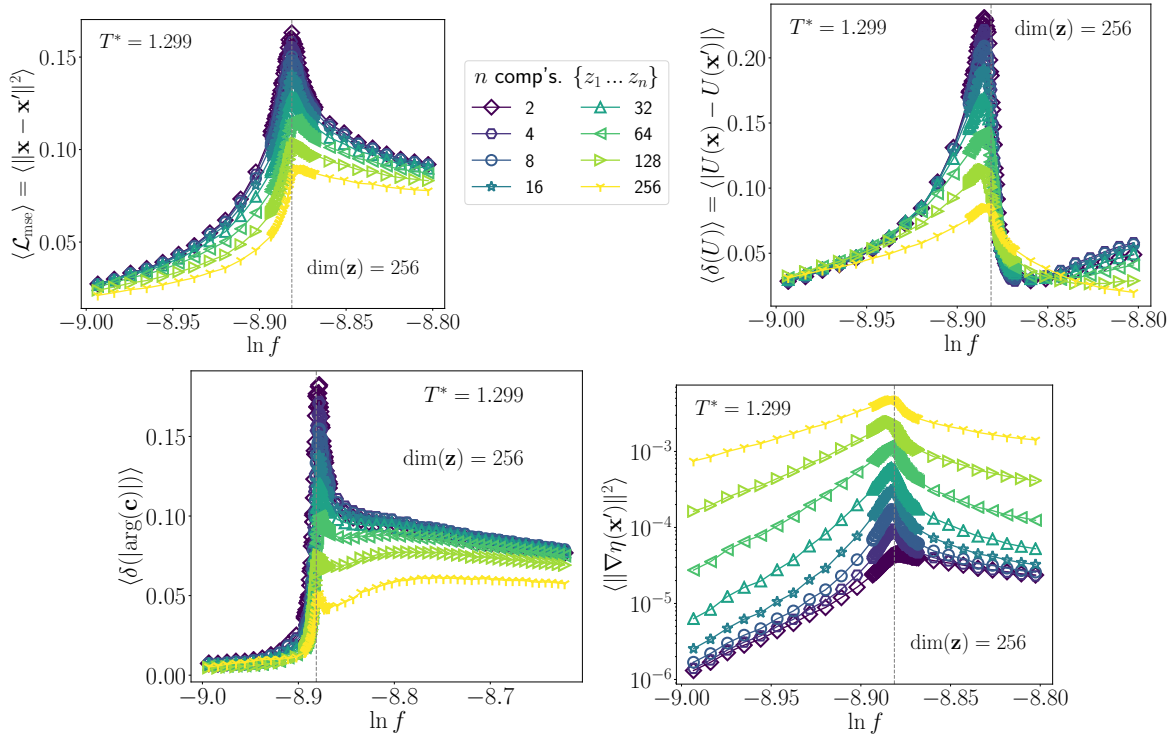 ⟨𝓛_mse⟩ = ⟨‖𝐱 − 𝐱′‖²⟩
0.15
0.10
0.05
T* = 1.299
dim(𝐳) = 256
−9.00 −8.95 −8.90 −8.85 −8.80
ln f
n comp's. {z₁ … zₙ}
2 32
4 64
8 128
16 256
⟨δ(U)⟩ = ⟨|U(𝐱) − U(𝐱′)|⟩
0.20
0.15
0.10
0.05
T* = 1.299
dim(𝐳) = 256
−9.00 −8.95 −8.90 −8.85 −8.80
ln f
⟨δ(|arg(𝐜)|)⟩
0.15
0.10
0.05
0.00
T* = 1.299
dim(𝐳) = 256
−9.0 −8.9 −8.8 −8.7
ln f
⟨‖∇η(𝐱′)‖²⟩
10⁻³
10⁻⁴
10⁻⁵
10⁻⁶
T* = 1.299
dim(𝐳) = 256
−9.00 −8.95 −8.90 −8.85 −8.80
ln f